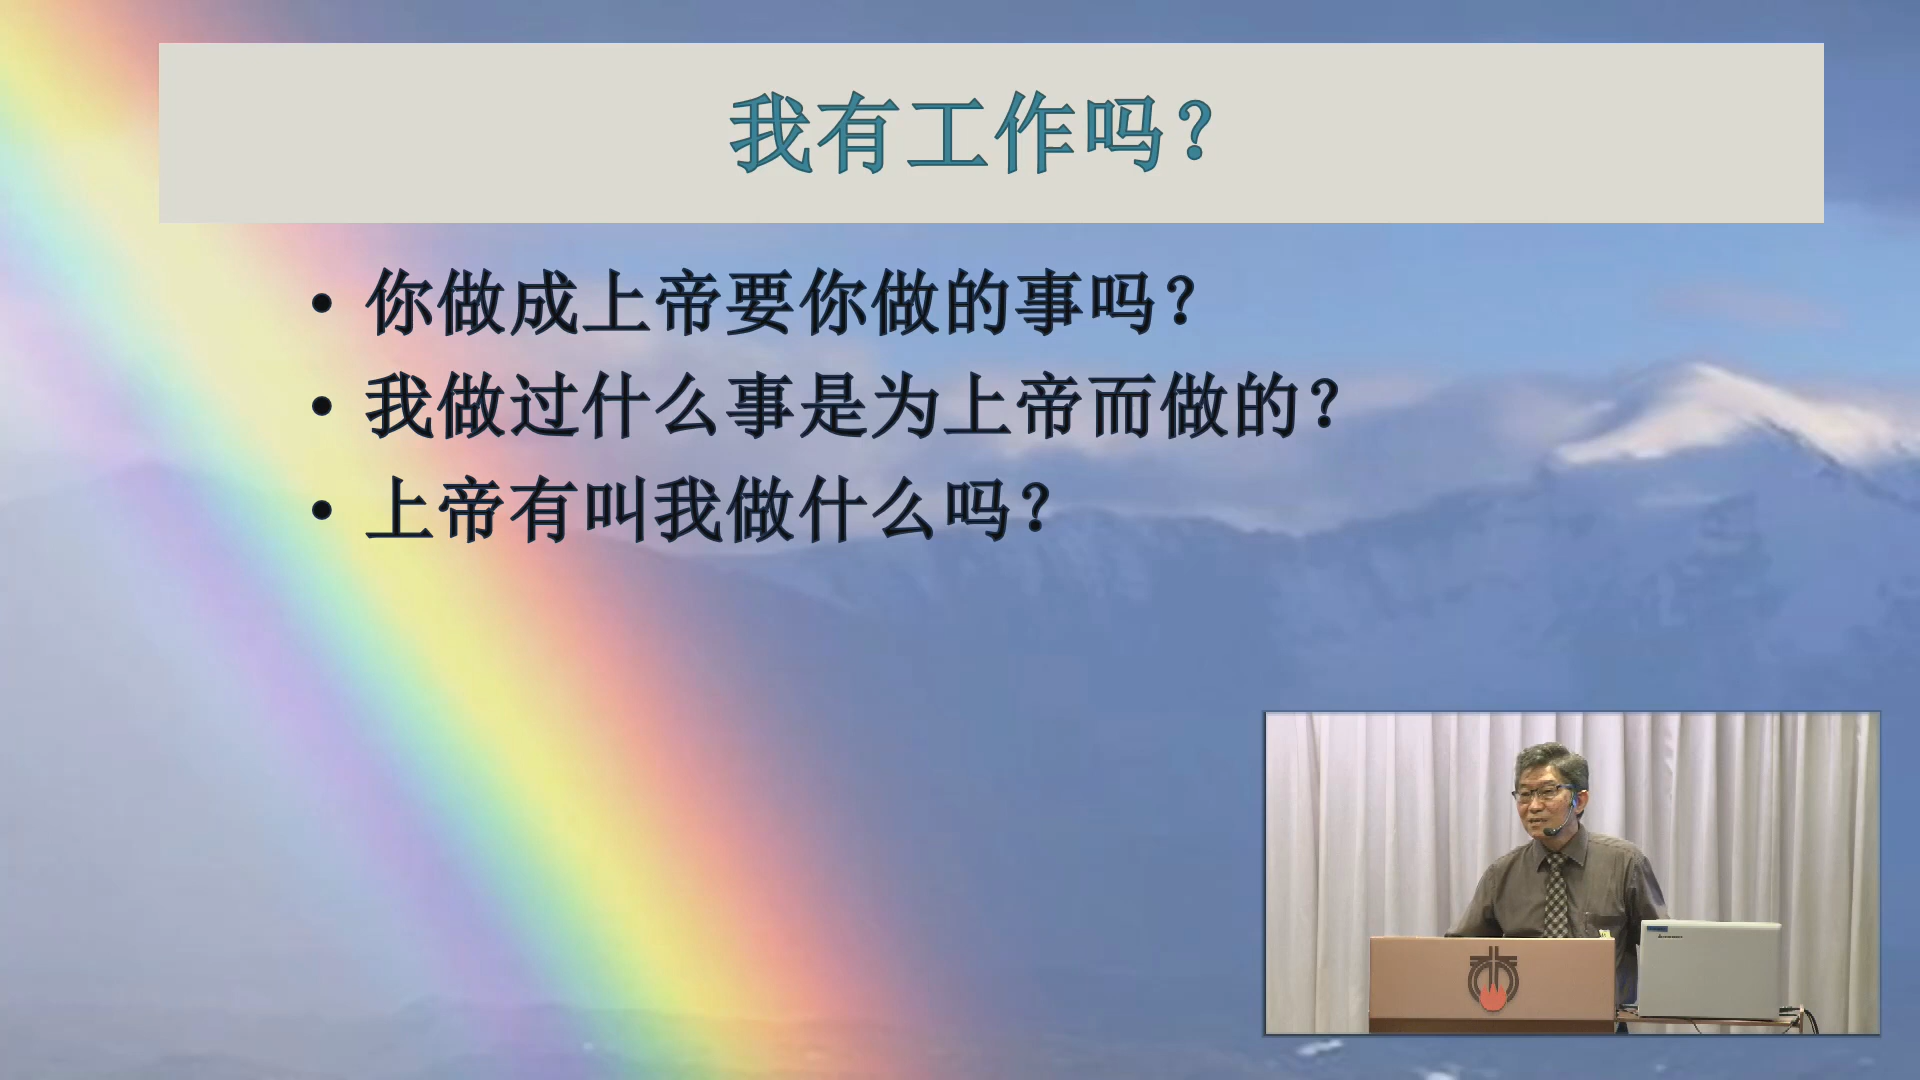 我有工作吗？
• 你做成上帝要你做的事吗？
• 我做过什么事是为上帝而做的？
• 上帝有叫我做什么吗？